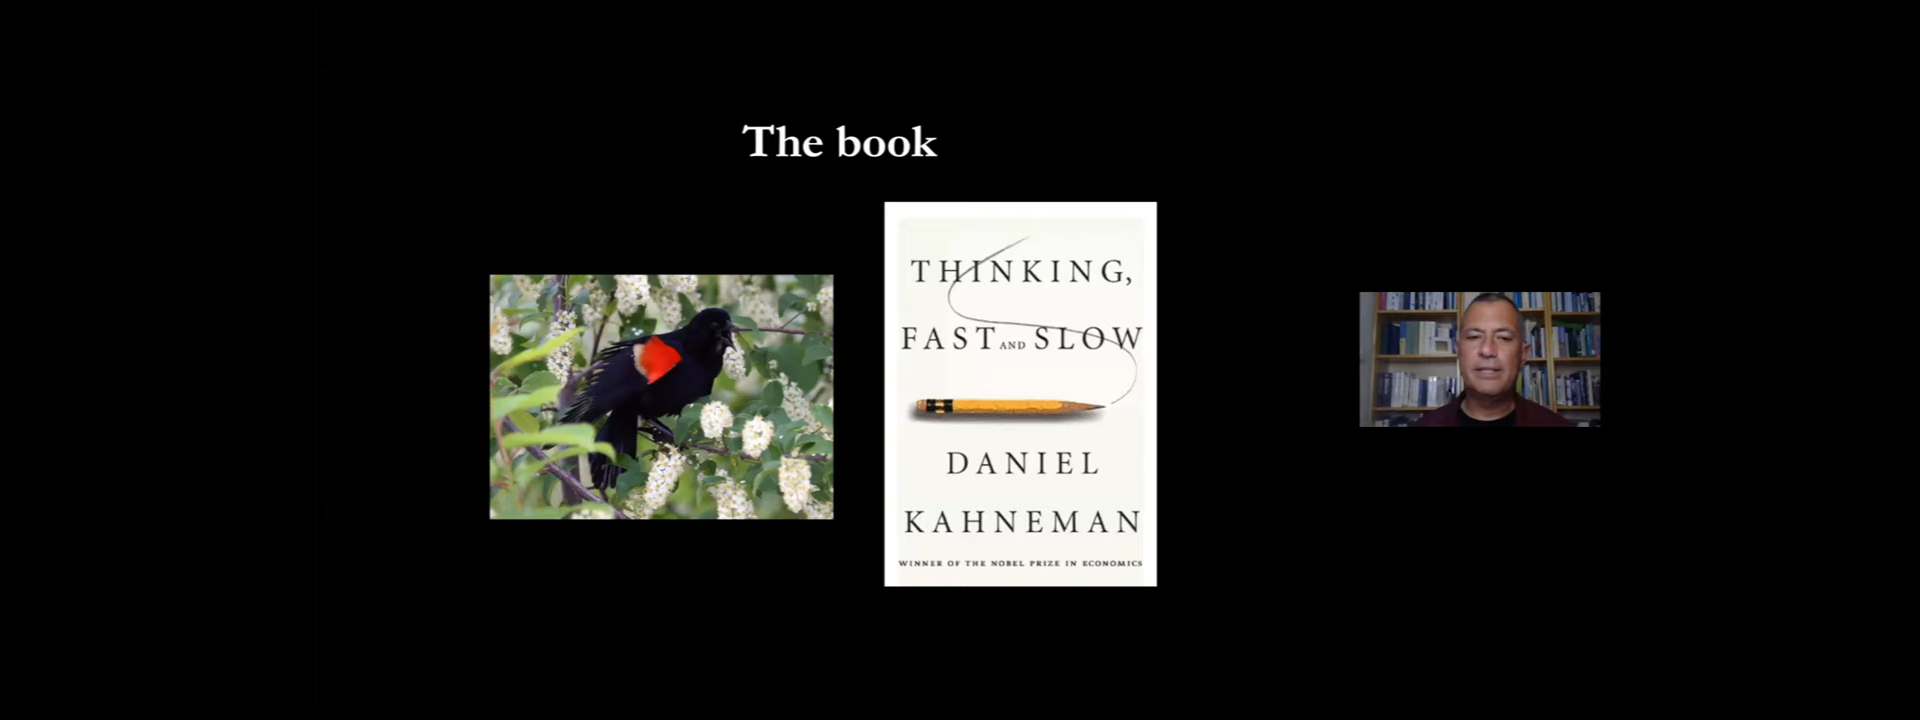 The book
THINKING,
FAST AND SLOW
DANIEL
KAHNEMAN
WINNER OF THE NOBEL PRIZE IN ECONOMICS